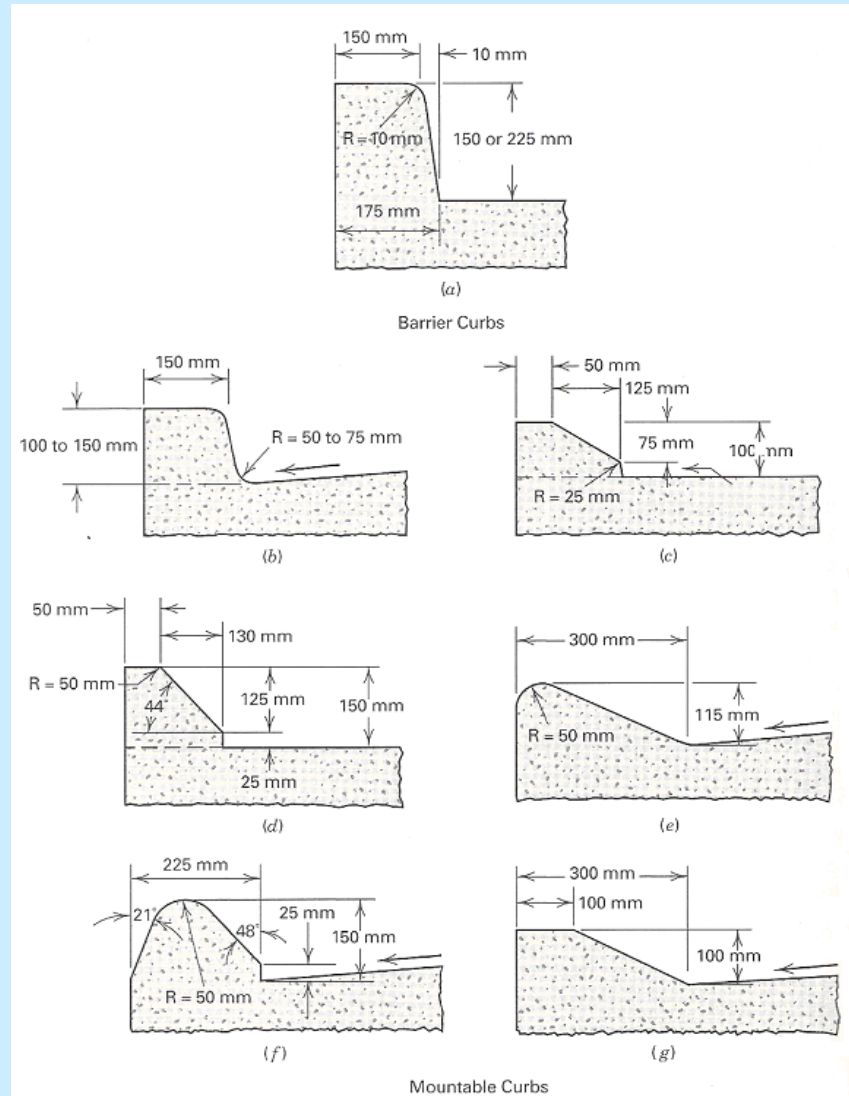 150 mm
10 mm
R = 10 mm
150 or 225 mm
175 mm
(a)
Barrier Curbs
150 mm
100 to 150 mm
R = 50 to 75 mm
(b)
50 mm
125 mm
75 mm
100 mm
R = 25 mm
(c)
50 mm
130 mm
R = 50 mm
44
125 mm
150 mm
25 mm
(d)
300 mm
115 mm
R = 50 mm
(e)
225 mm
21°
48°
25 mm
150 mm
R = 50 mm
(f)
300 mm
100 mm
100 mm
(g)
Mountable Curbs